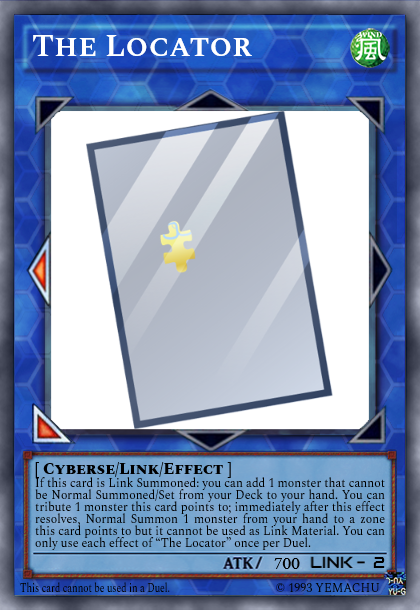 The Locator
WIND
風
[ Cyberse/Link/Effect ]
If this card is Link Summoned: you can add 1 monster that cannot
be Normal Summoned/Set from your Deck to your hand. You can
tribute 1 monster this card points to; immediately after this effect
resolves, Normal Summon 1 monster from your hand to a zone
this card points to but it cannot be used as Link Material. You can
only use each effect of “The Locator” once per Duel.
ATK/ 700 LINK - 2
This card cannot be used in a Duel. © 1993 YEMACHU